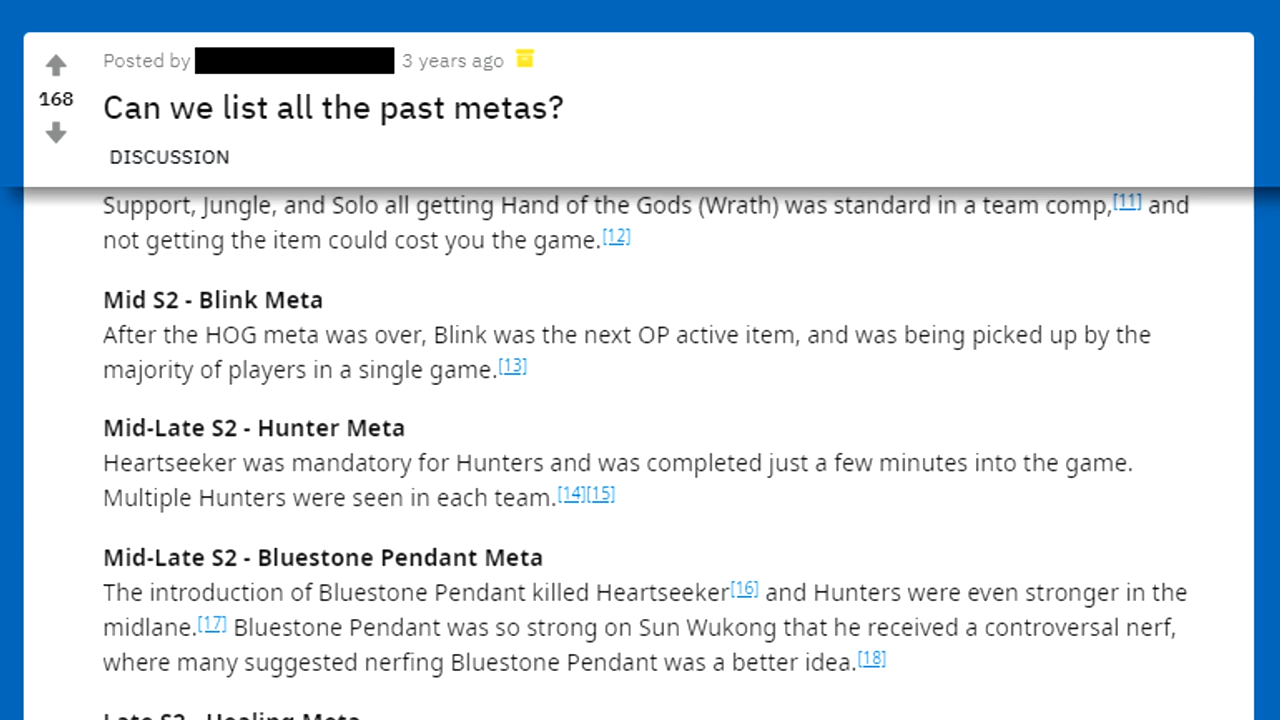 Posted by 3 years ago
168
Can we list all the past metas?
DISCUSSION
Support, Jungle, and Solo all getting Hand of the Gods (Wrath) was standard in a team comp,[11] and
not getting the item could cost you the game.[12]
Mid S2 - Blink Meta
After the HOG meta was over, Blink was the next OP active item, and was being picked up by the
majority of players in a single game.[13]
Mid-Late S2 - Hunter Meta
Heartseeker was mandatory for Hunters and was completed just a few minutes into the game.
Multiple Hunters were seen in each team.[14][15]
Mid-Late S2 - Bluestone Pendant Meta
The introduction of Bluestone Pendant killed Heartseeker[16] and Hunters were even stronger in the
midlane.[17] Bluestone Pendant was so strong on Sun Wukong that he received a controversal nerf,
where many suggested nerfing Bluestone Pendant was a better idea.[18]
Late S2 - Healing Meta